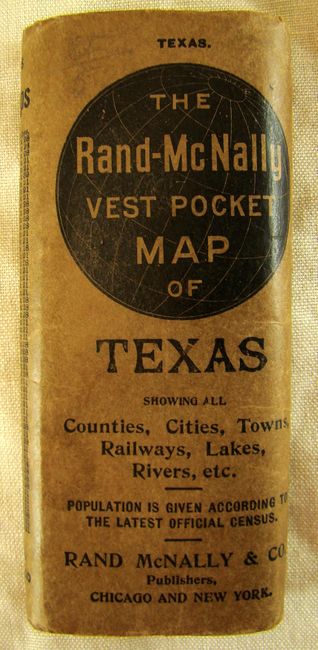 TEXAS.
THE
Rand-McNally
VEST POCKET
MAP
OF
TEXAS
SHOWING ALL
Counties, Cities, Towns,
Railways, Lakes,
Rivers, etc.
POPULATION IS GIVEN ACCORDING TO
THE LATEST OFFICIAL CENSUS.
RAND McNALLY & CO.
Publishers,
CHICAGO AND NEW YORK.